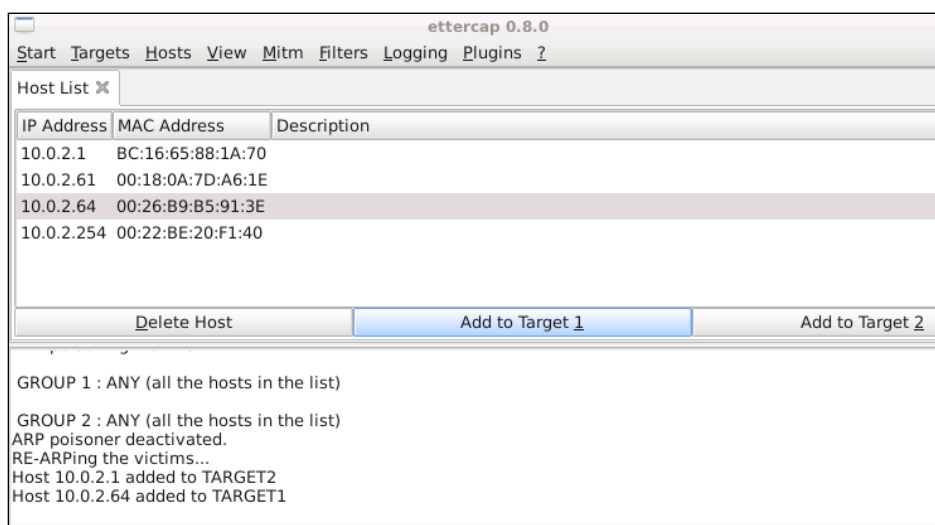 ettercap 0.8.0
Start Targets Hosts View Mitm Filters Logging Plugins ?
Host List
IP Address MAC Address Description
10.0.2.1 BC:16:65:88:1A:70
10.0.2.61 00:18:0A:7D:A6:1E
10.0.2.64 00:26:B9:B5:91:3E
10.0.2.254 00:22:BE:20:F1:40
Delete Host Add to Target 1 Add to Target 2
GROUP 1 : ANY (all the hosts in the list)
GROUP 2 : ANY (all the hosts in the list)
ARP poisoner deactivated.
RE-ARPing the victims...
Host 10.0.2.1 added to TARGET2
Host 10.0.2.64 added to TARGET1